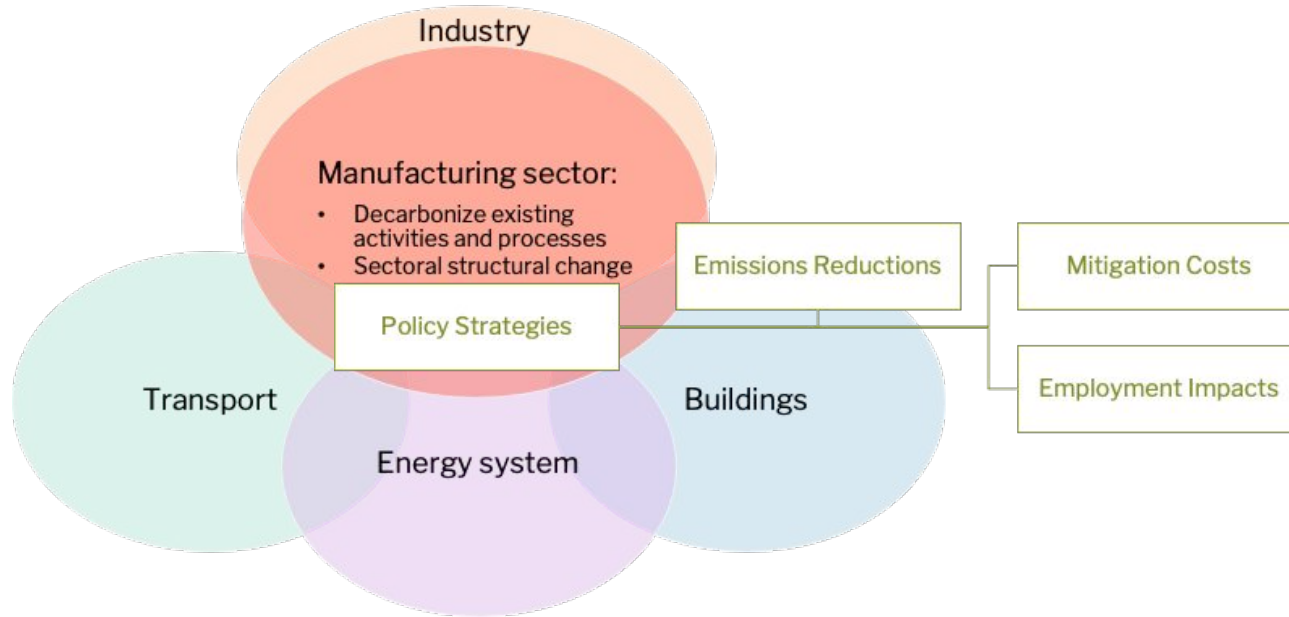 Industry
Manufacturing sector:
• Decarbonize existing
activities and processes
• Sectoral structural change
Emissions Reductions
Mitigation Costs
Policy Strategies
Transport
Buildings
Employment Impacts
Energy system